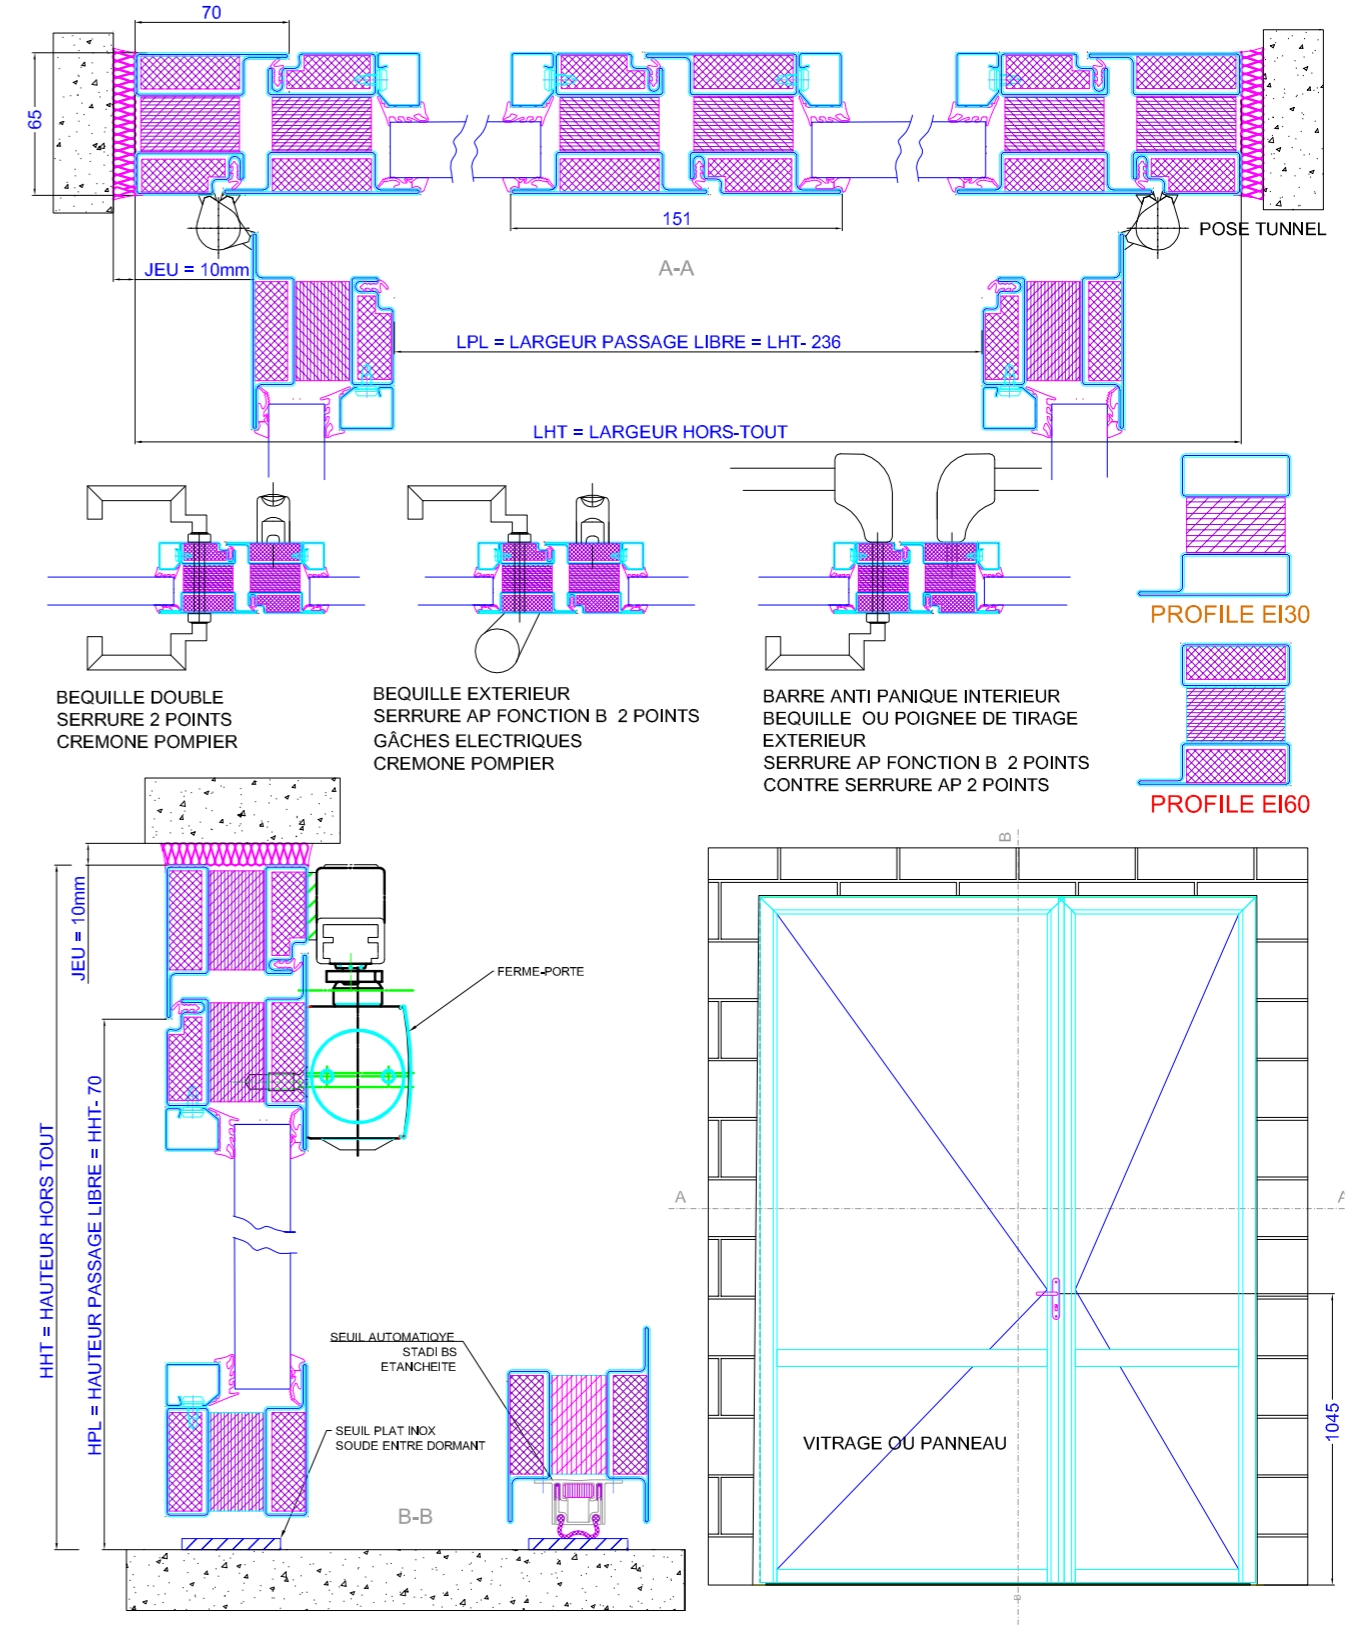 70
65
151
POSE TUNNEL
JEU = 10mm
A-A
LPL = LARGEUR PASSAGE LIBRE = LHT- 236
LHT = LARGEUR HORS-TOUT
BEQUILLE DOUBLE
SERRURE 2 POINTS
CREMONE POMPIER
BEQUILLE EXTERIEUR
SERRURE AP FONCTION B 2 POINTS
GÂCHES ELECTRIQUES
CREMONE POMPIER
BARRE ANTI PANIQUE INTERIEUR
BEQUILLE OU POIGNEE DE TIRAGE
EXTERIEUR
SERRURE AP FONCTION B 2 POINTS
CONTRE SERRURE AP 2 POINTS
PROFILE EI30
PROFILE EI60
JEU = 10mm
FERME-PORTE
HHT = HAUTEUR HORS TOUT
HPL = HAUTEUR PASSAGE LIBRE = HHT- 70
SEUIL AUTOMATIQYE
STADI BS
ETANCHEITE
SEUIL PLAT INOX
SOUDE ENTRE DORMANT
B-B
B
A
A
VITRAGE OU PANNEAU
1045
B